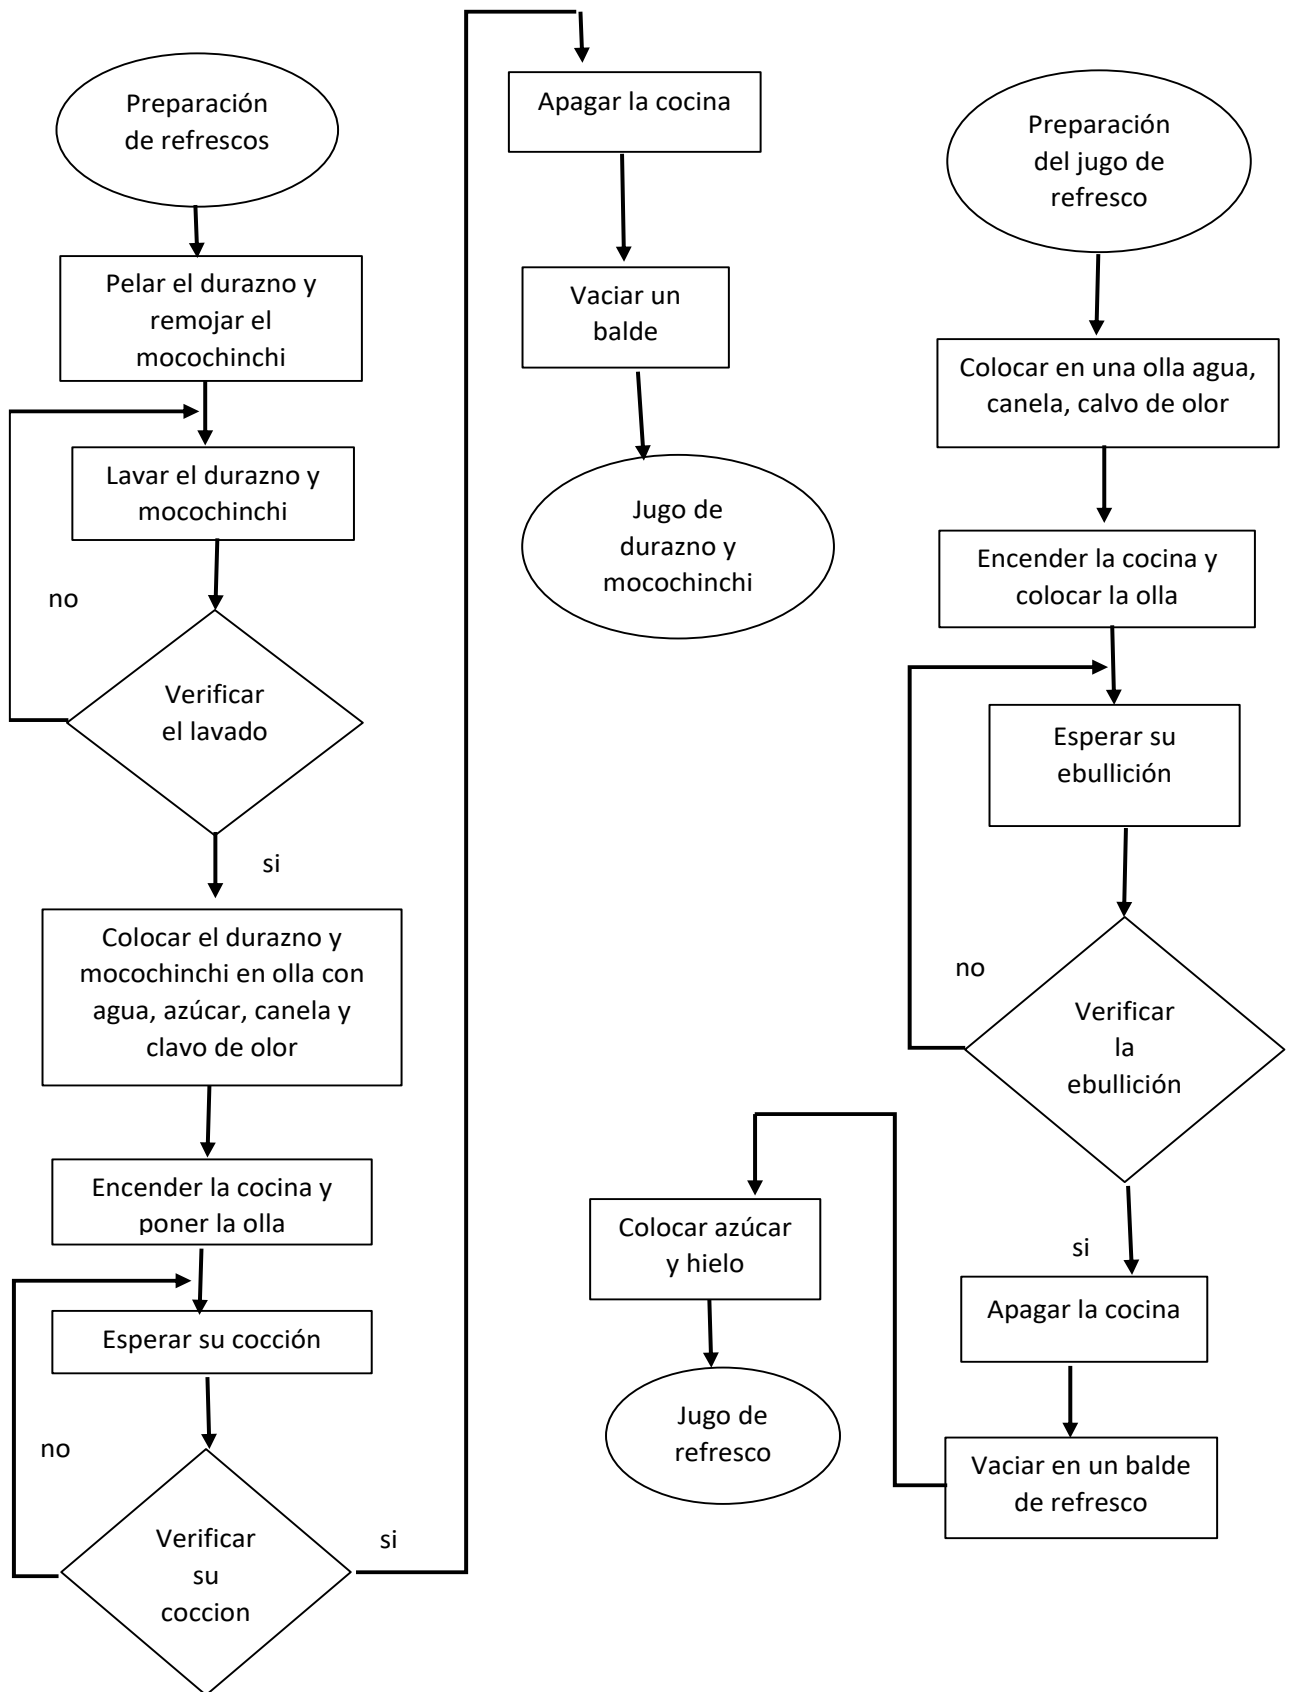 Preparación
de refrescos
Pelar el durazno y
remojar el
mocochinchi
Lavar el durazno y
mocochinchi
no
Verificar
el lavado
si
Colocar el durazno y
mocochinchi en olla con
agua, azúcar, canela y
clavo de olor
Encender la cocina y
poner la olla
Esperar su cocción
no
Verificar
su
coccion
si
Apagar la cocina
Vaciar un
balde
Jugo de
durazno y
mocochinchi
Preparación
del jugo de
refresco
Colocar en una olla agua,
canela, calvo de olor
Encender la cocina y
colocar la olla
Esperar su
ebullición
no
Verificar
la
ebullición
si
Apagar la cocina
Vaciar en un balde
de refresco
Colocar azúcar
y hielo
Jugo de
refresco